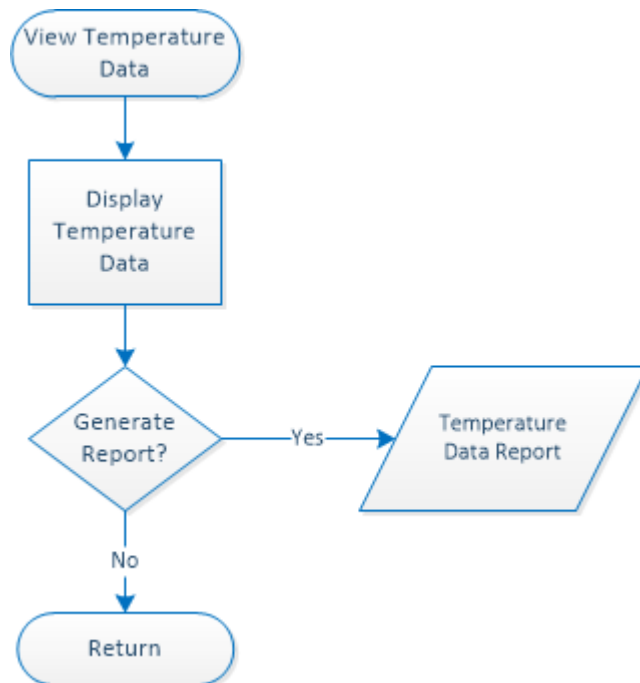 View Temperature
Data
Display
Temperature
Data
Generate
Report?
Yes
Temperature
Data Report
No
Return